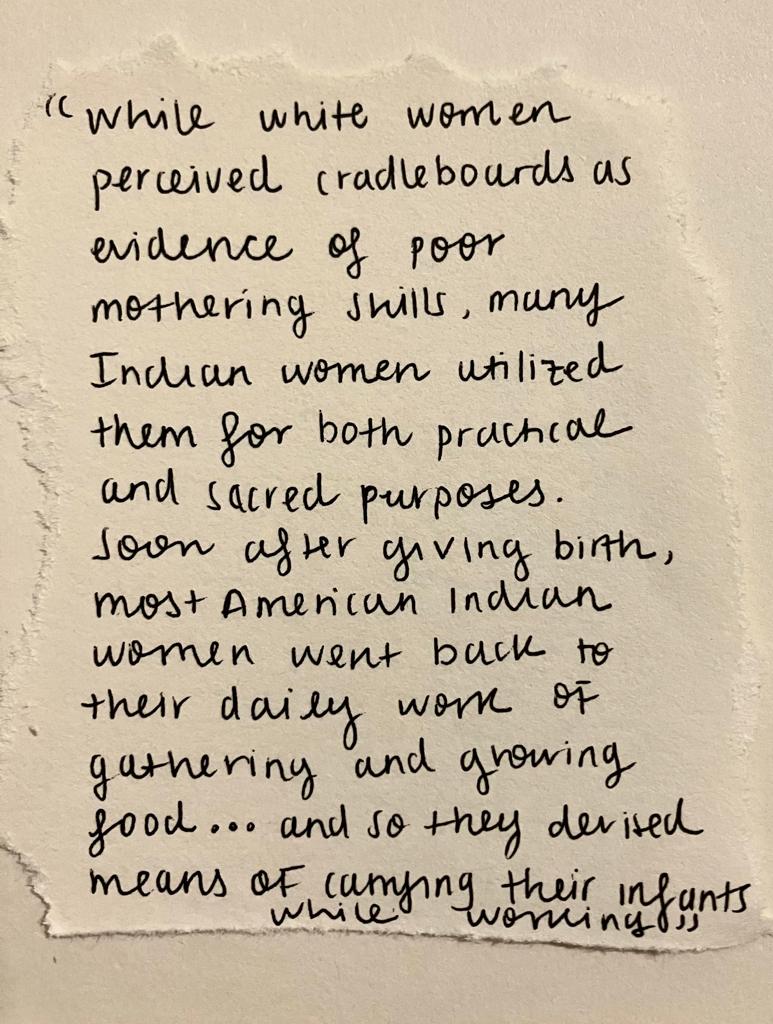 "while white women
perceived cradleboards as
evidence of poor
mothering skills, many
Indian women utilized
them for both practical
and sacred purposes.
Soon after giving birth,
most American Indian
women went back to
their daily work of
gathering and growing
food... and so they devised
means of carrying their infants
while working"